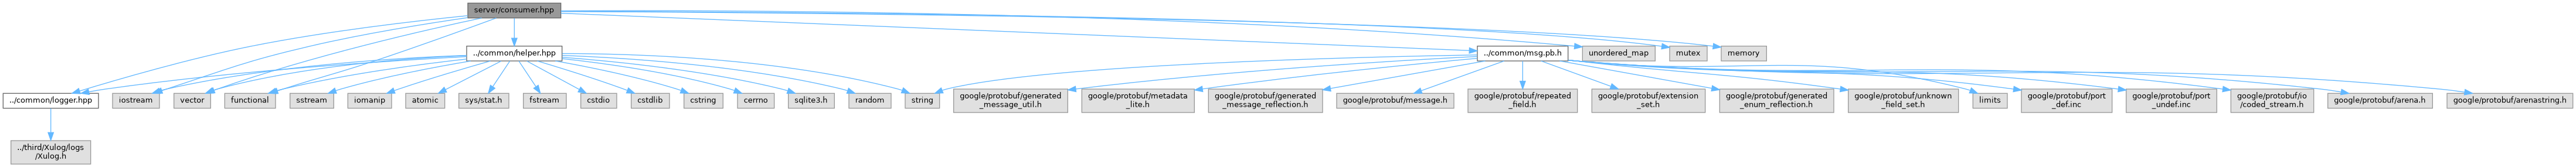 server/consumer.hpp
../common/helper.hpp
../common/msg.pb.h
unordered_map
mutex
memory
../common/logger.hpp
iostream
vector
functional
sstream
iomanip
atomic
sys/stat.h
fstream
cstdio
cstdlib
cstring
cerrno
sqlite3.h
random
string
google/protobuf/generated
_message_util.h
google/protobuf/metadata
_lite.h
google/protobuf/generated
_message_reflection.h
google/protobuf/message.h
google/protobuf/repeated
_field.h
google/protobuf/extension
_set.h
google/protobuf/generated
_enum_reflection.h
google/protobuf/unknown
_field_set.h
limits
google/protobuf/port
_def.inc
google/protobuf/port
_undef.inc
google/protobuf/io
/coded_stream.h
google/protobuf/arena.h
google/protobuf/arenastring.h
../third/Xulog/logs
/Xulog.h